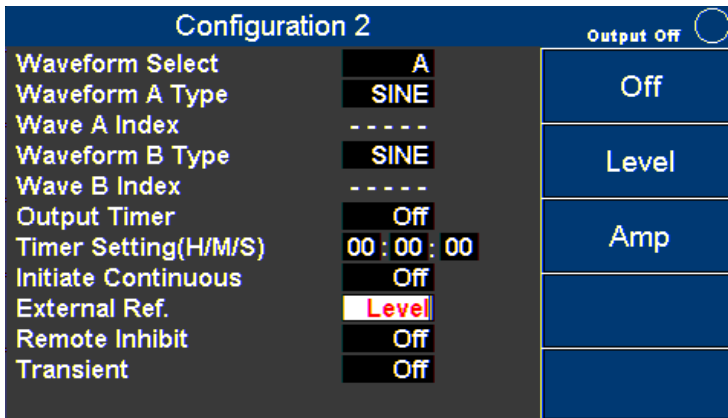 Configuration 2 Output Off
Waveform Select A
Waveform A Type SINE
Wave A Index - - - - -
Waveform B Type SINE
Wave B Index - - - - -
Output Timer Off
Timer Setting(H/M/S) 00 : 00 : 00
Initiate Continuous Off
External Ref. Level
Remote Inhibit Off
Transient Off
Off
Level
Amp